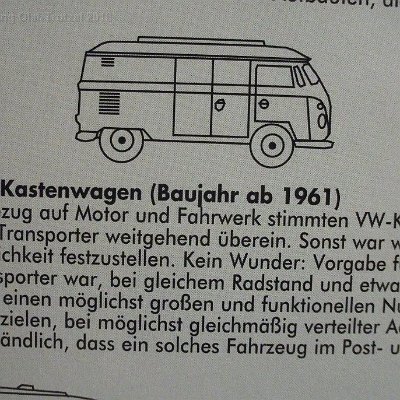 Kastenwagen (Baujahr ab 1961)
zug auf Motor und Fahrwerk stimmten VW-K
Transporter weitgehend überein. Sonst war w
chkeit festzustellen. Kein Wunder: Vorgabe f
sporter war, bei gleichem Radstand und etwa
einen möglichst großen und funktionellen Nu
zielen, bei möglichst gleichmäßig verteilter A
ändlich, dass ein solches Fahrzeug im Post- u